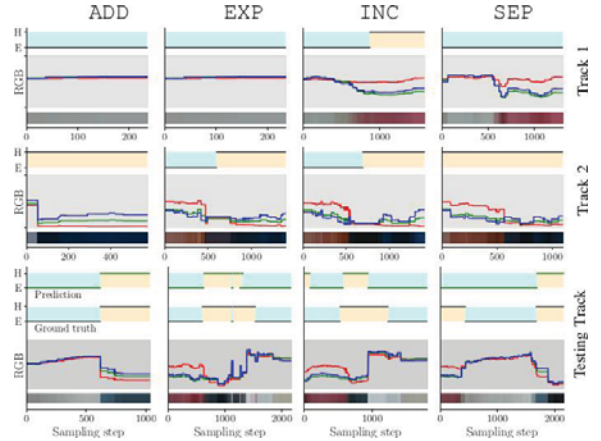 ADD EXP INC SEP
H
E
RGB
Track 1
0 100 200 0 100 200 0 1000 0 500 1000
H
E
RGB
Track 2
0 200 400 0 500 1000 0 500 1000 0 500 1000
H
E
Prediction
H
E
Ground truth
Testing Track
RGB
0 500 1000 0 1000 2000 0 1000 0 1000 2000
Sampling step Sampling step Sampling step Sampling step